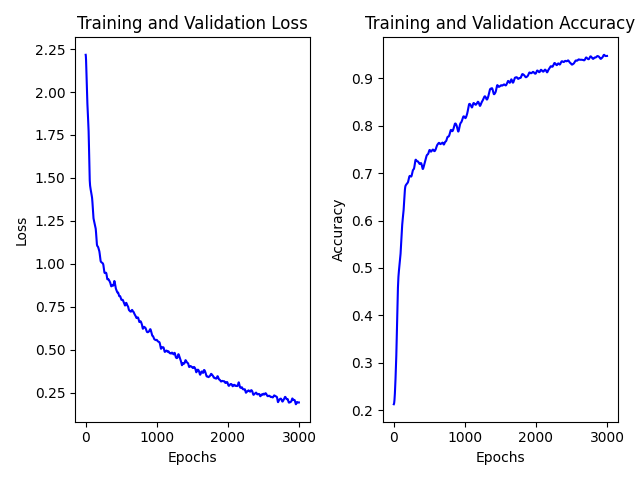 Training and Validation Loss
2.25
2.00
1.75
1.50
1.25
1.00
0.75
0.50
0.25
Loss
0 1000 2000 3000
Epochs
Training and Validation Accuracy
0.9
0.8
0.7
0.6
0.5
0.4
0.3
0.2
Accuracy
0 1000 2000 3000
Epochs